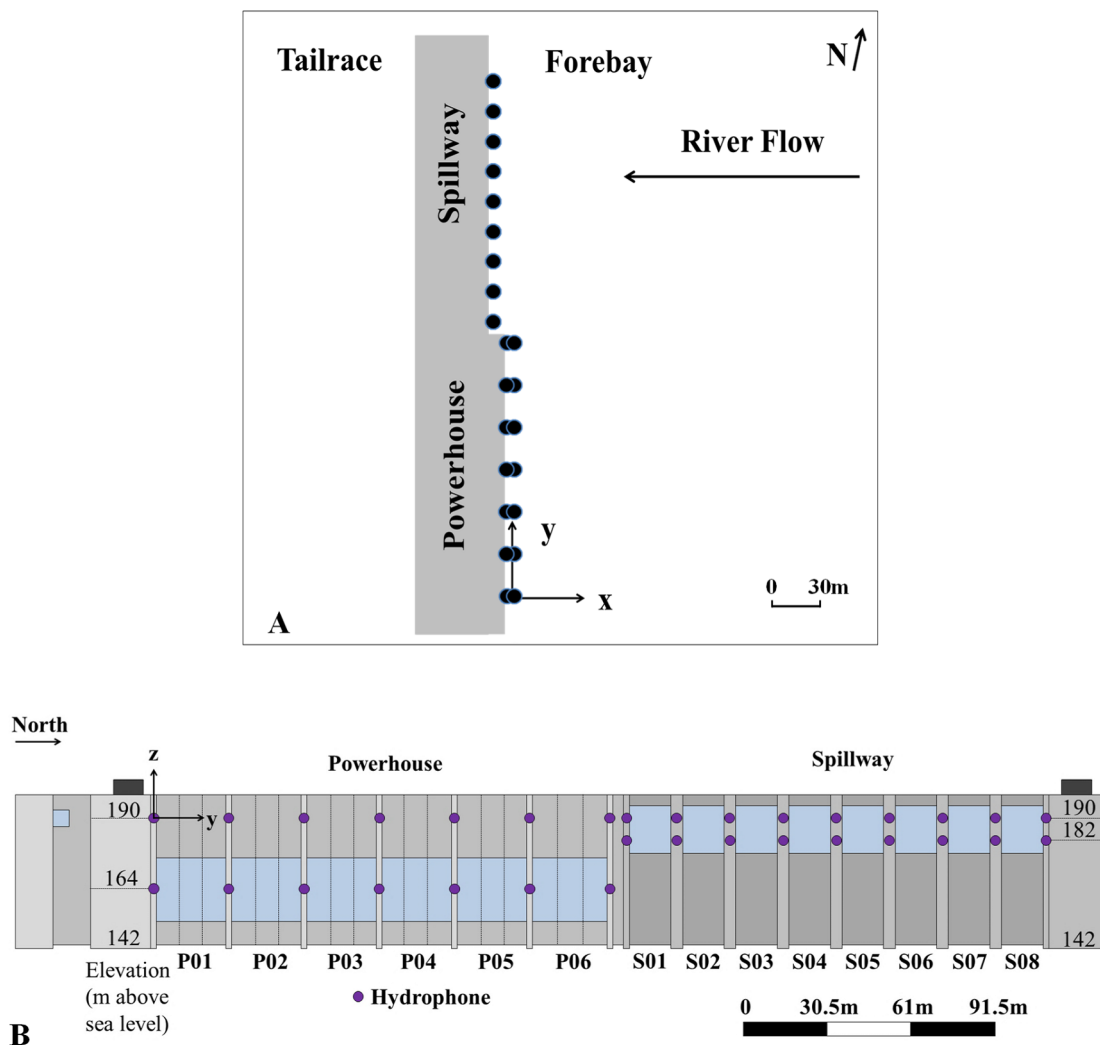 Tailrace
Forebay
N
River Flow
Spillway
Powerhouse
y
x
0 30m
A
North
z
Powerhouse
Spillway
190
y
190
182
164
142
142
P01 P02 P03 P04 P05 P06 S01 S02 S03 S04 S05 S06 S07 S08
Elevation
(m above
sea level)
Hydrophone
0 30.5m 61m 91.5m
B